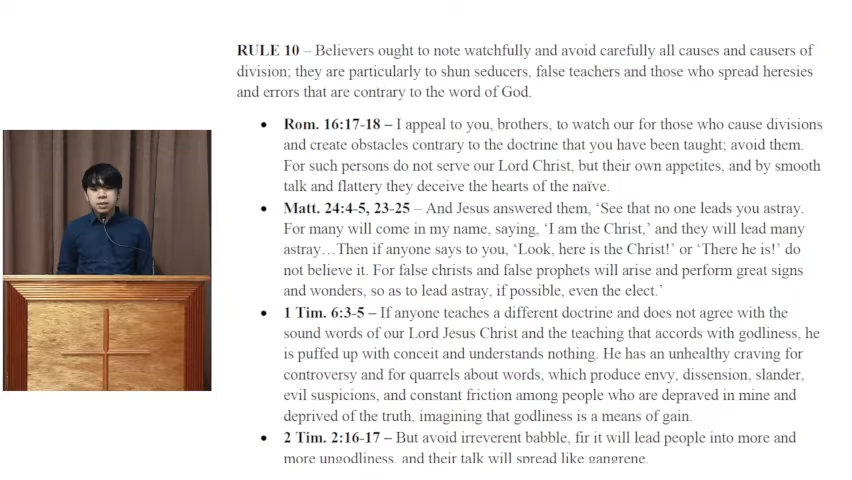 RULE 10 – Believers ought to note watchfully and avoid carefully all causes and causers of
division; they are particularly to shun seducers, false teachers and those who spread heresies
and errors that are contrary to the word of God.
• Rom. 16:17-18 – I appeal to you, brothers, to watch our for those who cause divisions
and create obstacles contrary to the doctrine that you have been taught; avoid them.
For such persons do not serve our Lord Christ, but their own appetites, and by smooth
talk and flattery they deceive the hearts of the naïve.
• Matt. 24:4-5, 23-25 – And Jesus answered them, ‘See that no one leads you astray.
For many will come in my name, saying, ‘I am the Christ,’ and they will lead many
astray…Then if anyone says to you, ‘Look, here is the Christ!’ or ‘There he is!’ do
not believe it. For false christs and false prophets will arise and perform great signs
and wonders, so as to lead astray, if possible, even the elect.’
• 1 Tim. 6:3-5 – If anyone teaches a different doctrine and does not agree with the
sound words of our Lord Jesus Christ and the teaching that accords with godliness, he
is puffed up with conceit and understands nothing. He has an unhealthy craving for
controversy and for quarrels about words, which produce envy, dissension, slander,
evil suspicions, and constant friction among people who are depraved in mine and
deprived of the truth, imagining that godliness is a means of gain.
• 2 Tim. 2:16-17 – But avoid irreverent babble, fir it will lead people into more and
more ungodliness, and their talk will spread like gangrene.